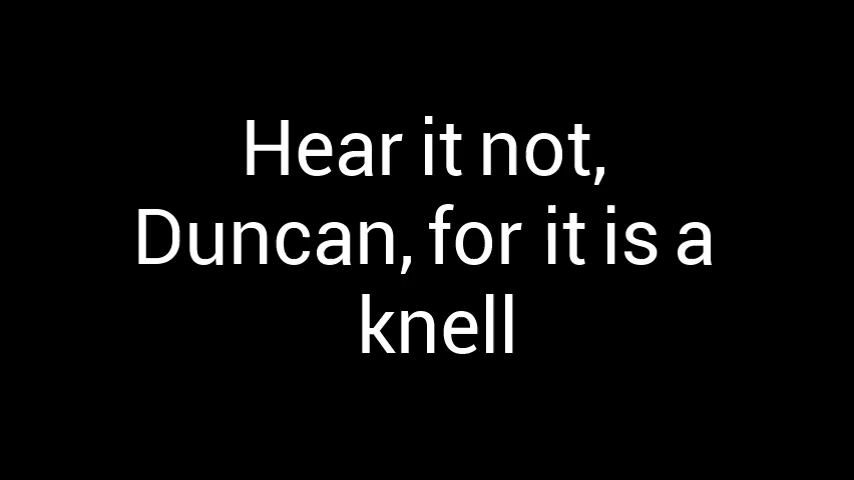 Hear it not,
Duncan, for it is a
knell